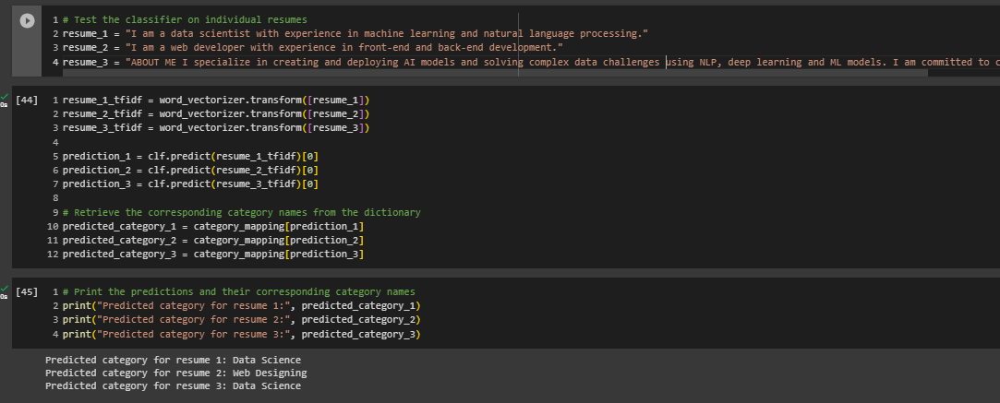 1 # Test the classifier on individual resumes
2 resume_1 = "I am a data scientist with experience in machine learning and natural language processing."
3 resume_2 = "I am a web developer with experience in front-end and back-end development."
4 resume_3 = "ABOUT ME I specialize in creating and deploying AI models and solving complex data challenges using NLP, deep learning and ML models. I am committed to c
[44] 1 resume_1_tfidf = word_vectorizer.transform([resume_1])
0s 2 resume_2_tfidf = word_vectorizer.transform([resume_2])
3 resume_3_tfidf = word_vectorizer.transform([resume_3])
4
5 prediction_1 = clf.predict(resume_1_tfidf)[0]
6 prediction_2 = clf.predict(resume_2_tfidf)[0]
7 prediction_3 = clf.predict(resume_3_tfidf)[0]
8
9 # Retrieve the corresponding category names from the dictionary
10 predicted_category_1 = category_mapping[prediction_1]
11 predicted_category_2 = category_mapping[prediction_2]
12 predicted_category_3 = category_mapping[prediction_3]
[45] 1 # Print the predictions and their corresponding category names
0s 2 print("Predicted category for resume 1:", predicted_category_1)
3 print("Predicted category for resume 2:", predicted_category_2)
4 print("Predicted category for resume 3:", predicted_category_3)
Predicted category for resume 1: Data Science
Predicted category for resume 2: Web Designing
Predicted category for resume 3: Data Science